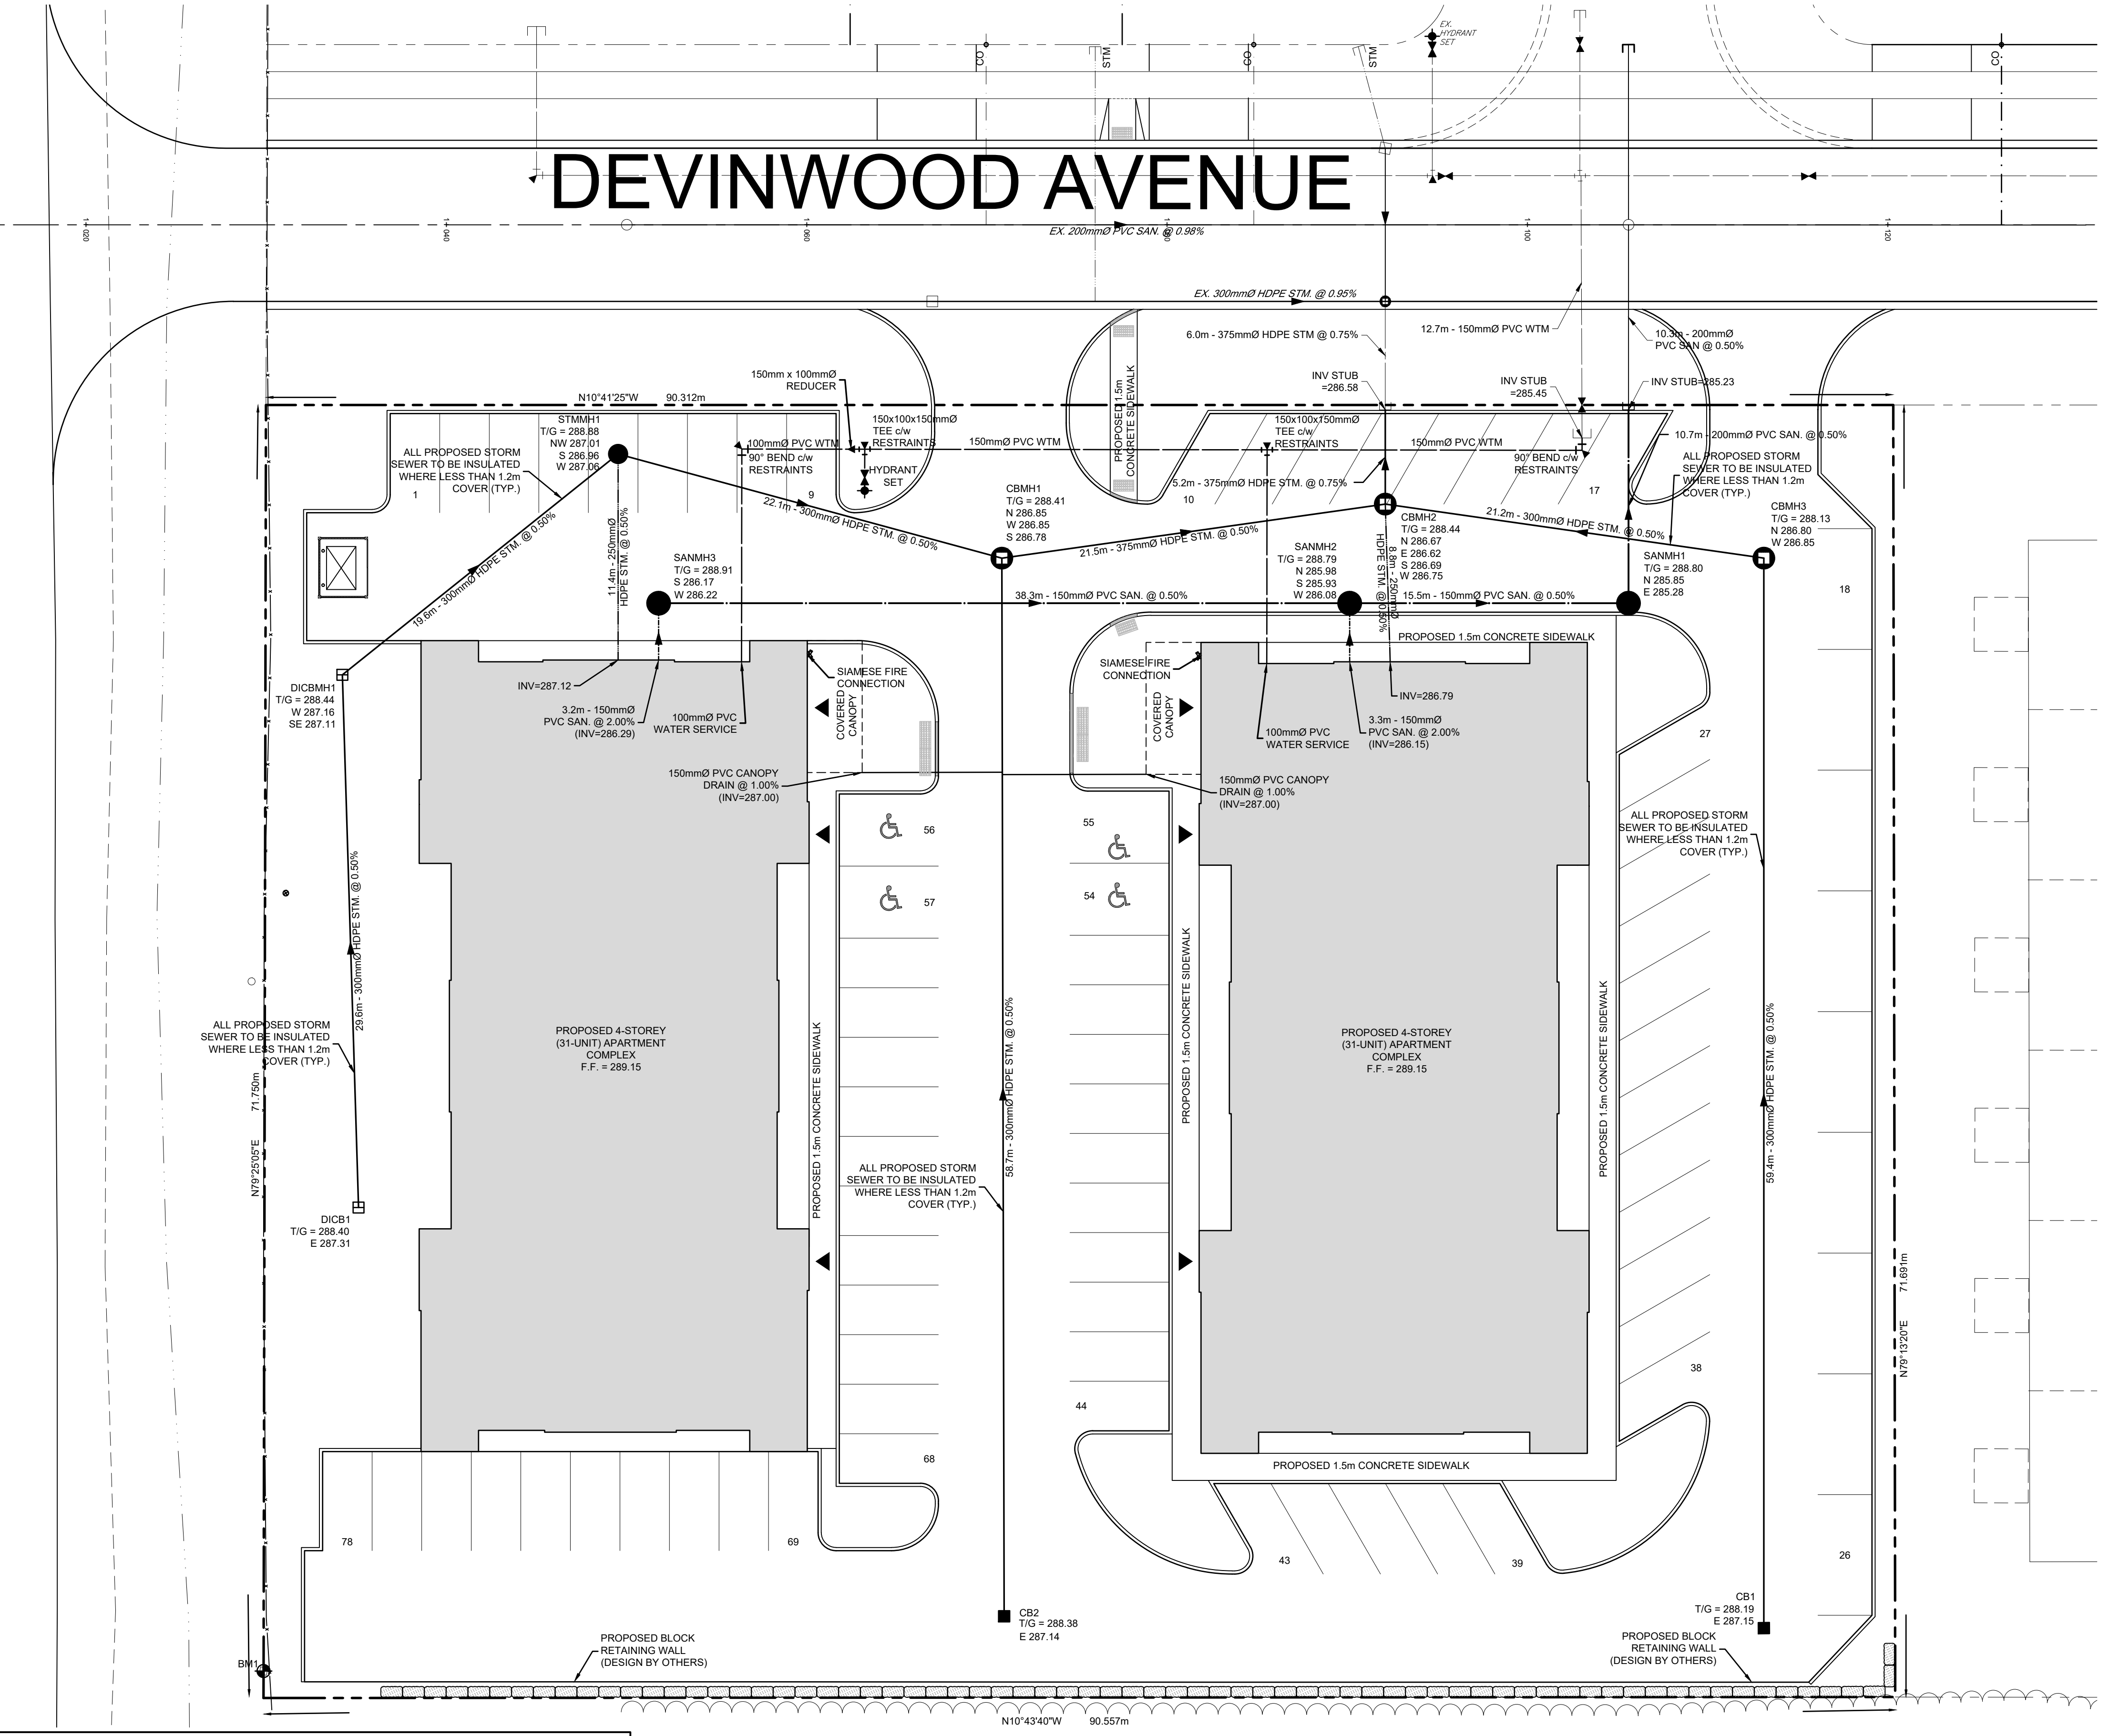 EX.
HYDRANT
SET
CO
STM
CO
STM
CO
DEVINWOOD AVENUE
1+020
1+040
1+060
1+080
1+100
1+120
EX. 200mmØ PVC SAN. @ 0.98%
EX. 300mmØ HDPE STM. @ 0.95%
6.0m - 375mmØ HDPE STM @ 0.75%
12.7m - 150mmØ PVC WTM
10.3m - 200mmØ
PVC SAN @ 0.50%
150mm x 100mmØ
REDUCER
PROPOSED 1.5m
CONCRETE SIDEWALK
INV STUB
=286.58
INV STUB
=285.45
INV STUB=285.23
N10°41'25"W 90.312m
STMMH1
T/G = 288.88
NW 287.01
S 286.96
W 287.06
150x100x150mmØ
TEE c/w
RESTRAINTS
150x100x150mmØ
TEE c/w
RESTRAINTS
100mmØ PVC WTM
150mmØ PVC WTM
150mmØ PVC WTM
10.7m - 200mmØ PVC SAN. @ 0.50%
ALL PROPOSED STORM
SEWER TO BE INSULATED
WHERE LESS THAN 1.2m
COVER (TYP.)
90° BEND c/w
RESTRAINTS
HYDRANT
SET
90° BEND c/w
RESTRAINTS
ALL PROPOSED STORM
SEWER TO BE INSULATED
WHERE LESS THAN 1.2m
COVER (TYP.)
1
9
10
17
5.2m - 375mmØ HDPE STM. @ 0.75%
CBMH1
T/G = 288.41
N 286.85
W 286.85
S 286.78
22.1m - 300mmØ HDPE STM. @ 0.50%
19.6m - 300mmØ HDPE STM. @ 0.50%
11.4m - 250mmØ
HDPE STM. @ 0.50%
21.5m - 375mmØ HDPE STM. @ 0.50%
CBMH2
T/G = 288.44
N 286.67
E 286.62
S 286.69
W 286.75
21.2m - 300mmØ HDPE STM. @ 0.50%
CBMH3
T/G = 288.13
N 286.80
W 286.85
SANMH3
T/G = 288.91
S 286.17
W 286.22
SANMH2
T/G = 288.79
N 285.98
S 285.93
W 286.08
8.8m - 250mmØ
HDPE STM. @ 0.50%
SANMH1
T/G = 288.80
N 285.85
E 285.28
38.3m - 150mmØ PVC SAN. @ 0.50%
15.5m - 150mmØ PVC SAN. @ 0.50%
18
PROPOSED 1.5m CONCRETE SIDEWALK
DICBMH1
T/G = 288.44
W 287.16
SE 287.11
INV=287.12
3.2m - 150mmØ
PVC SAN. @ 2.00%
(INV=286.29)
100mmØ PVC
WATER SERVICE
SIAMESE FIRE
CONNECTION
COVERED
CANOPY
SIAMESE FIRE
CONNECTION
COVERED
CANOPY
INV=286.79
100mmØ PVC
WATER SERVICE
3.3m - 150mmØ
PVC SAN. @ 2.00%
(INV=286.15)
27
150mmØ PVC CANOPY
DRAIN @ 1.00%
(INV=287.00)
150mmØ PVC CANOPY
DRAIN @ 1.00%
(INV=287.00)
56
55
57
54
ALL PROPOSED STORM
SEWER TO BE INSULATED
WHERE LESS THAN 1.2m
COVER (TYP.)
29.6m - 300mmØ HDPE STM. @ 0.50%
ALL PROPOSED STORM
SEWER TO BE INSULATED
WHERE LESS THAN 1.2m
COVER (TYP.)
PROPOSED 4-STOREY
(31-UNIT) APARTMENT
COMPLEX
F.F. = 289.15
PROPOSED 4-STOREY
(31-UNIT) APARTMENT
COMPLEX
F.F. = 289.15
PROPOSED 1.5m CONCRETE SIDEWALK
PROPOSED 1.5m CONCRETE SIDEWALK
PROPOSED 1.5m CONCRETE SIDEWALK
58.7m - 300mmØ HDPE STM. @ 0.50%
59.4m - 300mmØ HDPE STM. @ 0.50%
N79°25'05"E 71.750m
ALL PROPOSED STORM
SEWER TO BE INSULATED
WHERE LESS THAN 1.2m
COVER (TYP.)
DICB1
T/G = 288.40
E 287.31
N79°13'20"E 71.691m
38
44
68
PROPOSED 1.5m CONCRETE SIDEWALK
78
69
43
39
26
CB2
T/G = 288.38
E 287.14
CB1
T/G = 288.19
E 287.15
PROPOSED BLOCK
RETAINING WALL
(DESIGN BY OTHERS)
PROPOSED BLOCK
RETAINING WALL
(DESIGN BY OTHERS)
BM1
N10°43'40"W 90.557m